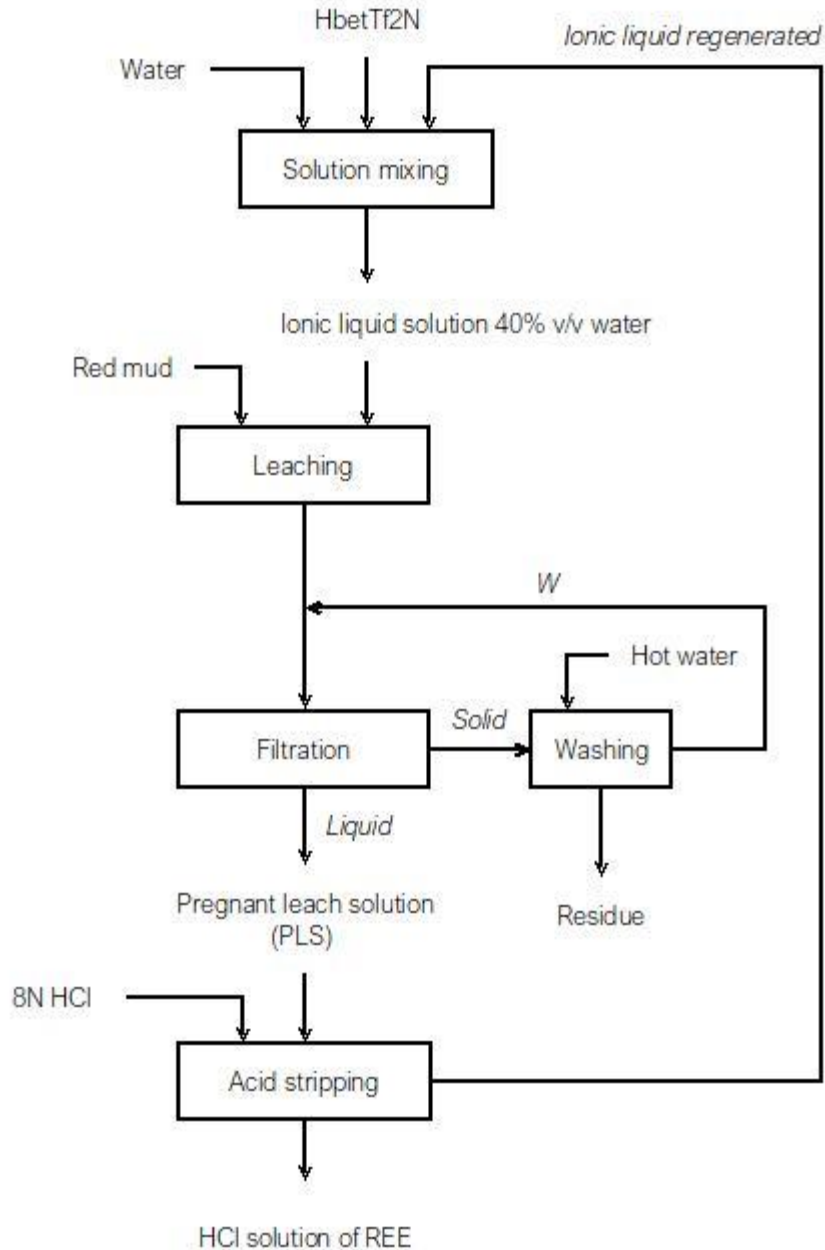 HbetTf2N
Ionic liquid regenerated
Water
Solution mixing
Ionic liquid solution 40% v/v water
Red mud
Leaching
W
Hot water
Solid
Filtration
Washing
Liquid
Pregnant leach solution
(PLS)
Residue
8N HCl
Acid stripping
HCl solution of REE